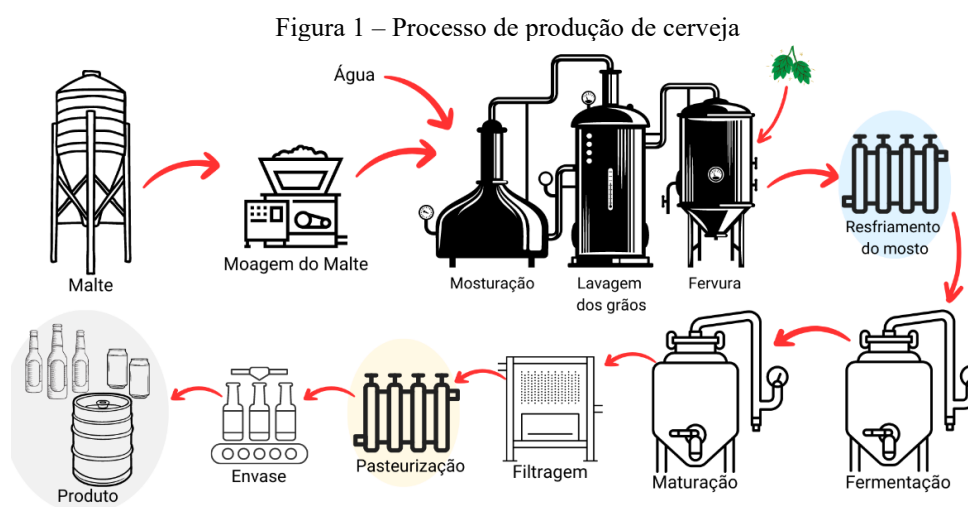 Figura 1 – Processo de produção de cerveja
Água
Malte
Moagem do Malte
Mosturação
Lavagem
dos grãos
Fervura
Resfriamento
do mosto
Fermentação
Maturação
Filtragem
Pasteurização
Envase
Produto